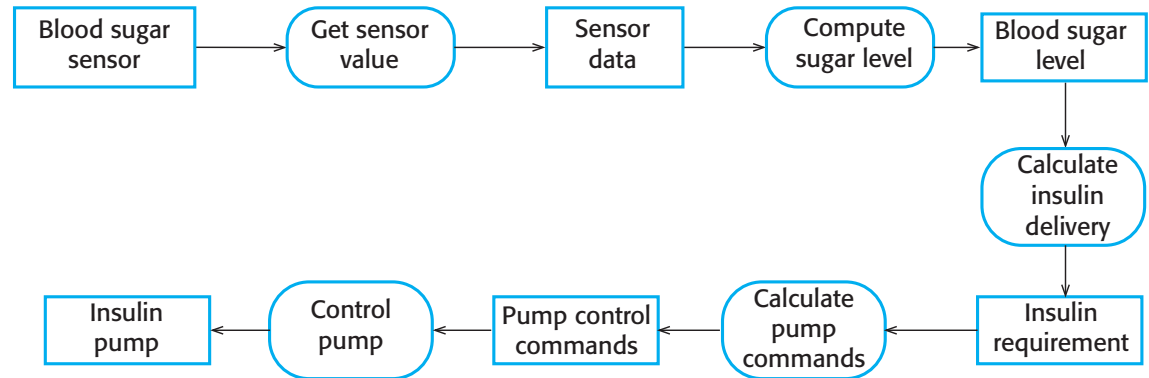 Blood sugar
sensor
Get sensor
value
Sensor
data
Compute
sugar level
Blood sugar
level
Calculate
insulin
delivery
Insulin
requirement
Calculate
pump
commands
Pump control
commands
Control
pump
Insulin
pump